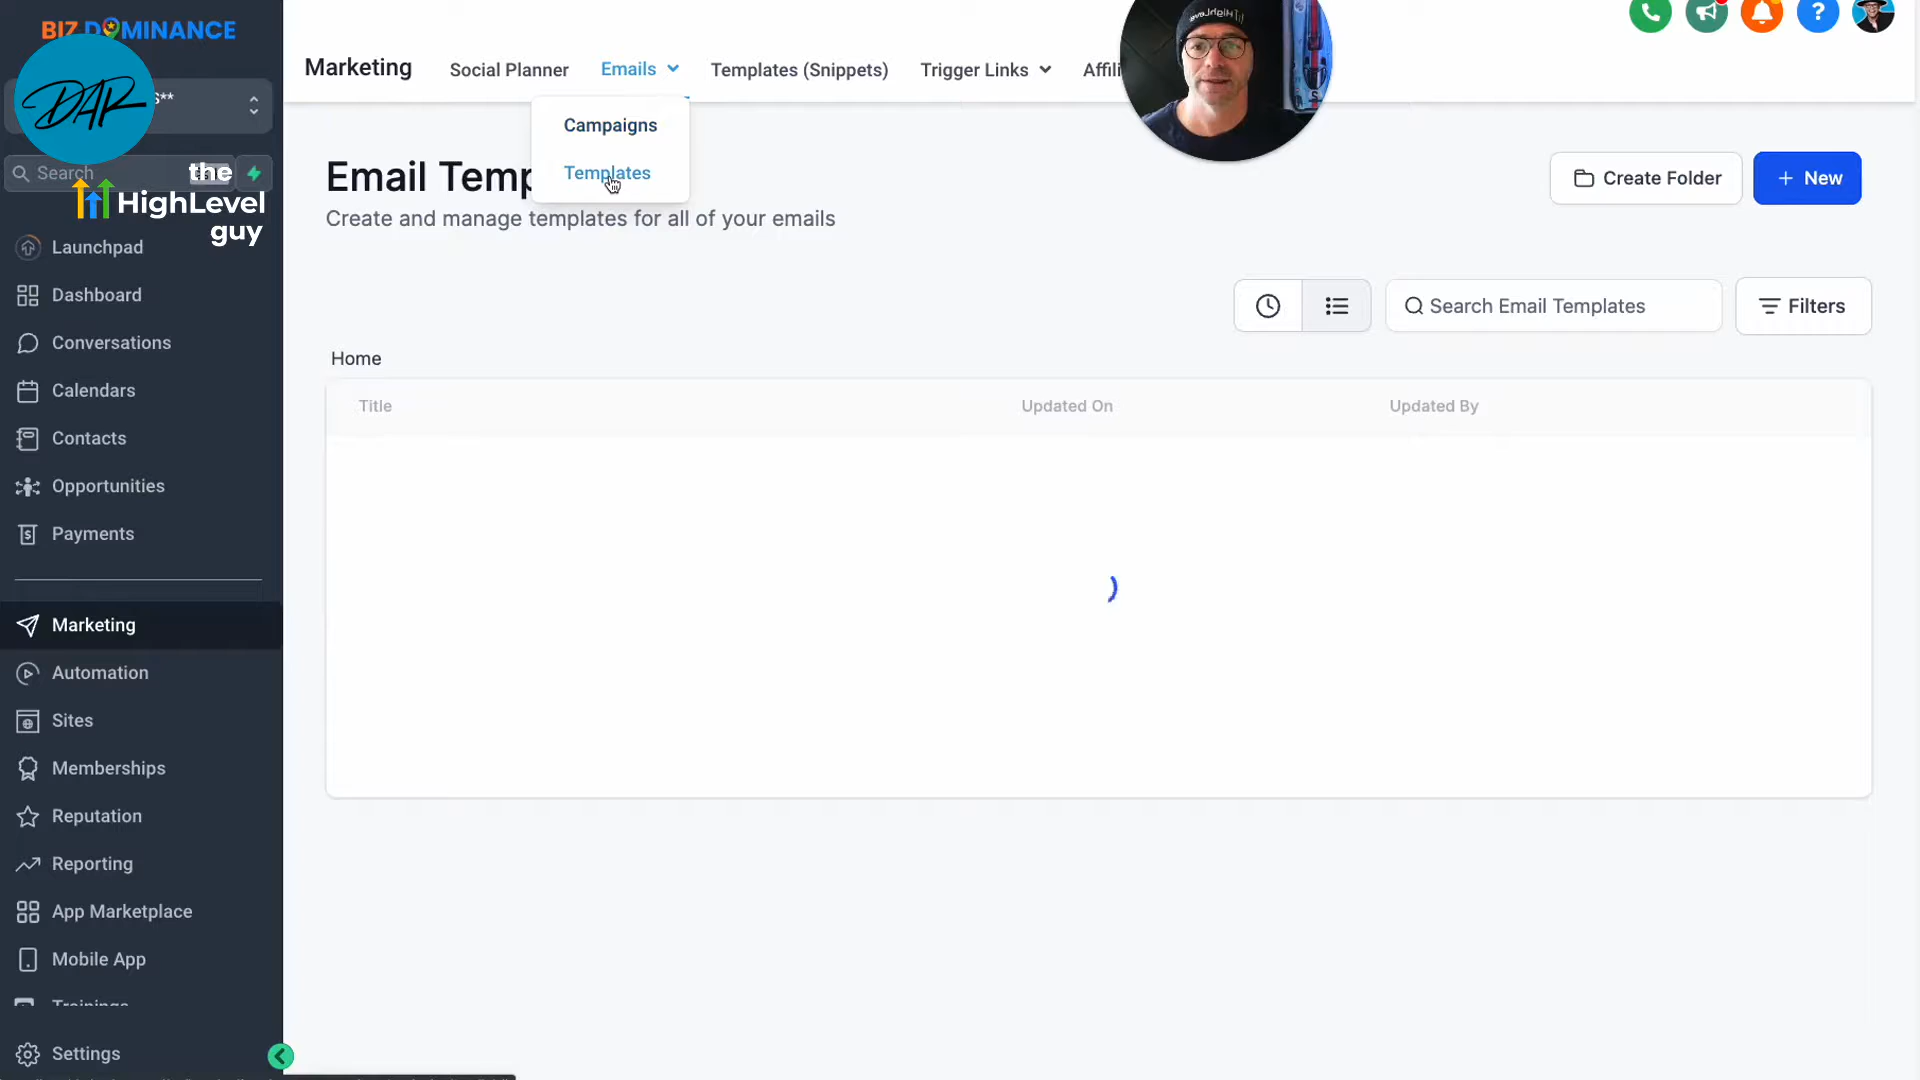 BIZ DOMINANCE
DAR
S**
Search
the
HighLevel
guy
Launchpad
Dashboard
Conversations
Calendars
Contacts
Opportunities
Payments
Marketing
Automation
Sites
Memberships
Reputation
Reporting
App Marketplace
Mobile App
Trainings
Settings
Marketing
Social Planner
Emails
Templates (Snippets)
Trigger Links
Affili
HighLevel
Campaigns
Templates
Email Temp
Create and manage templates for all of your emails
Create Folder
+ New
Search Email Templates
Filters
Home
Title
Updated On
Updated By